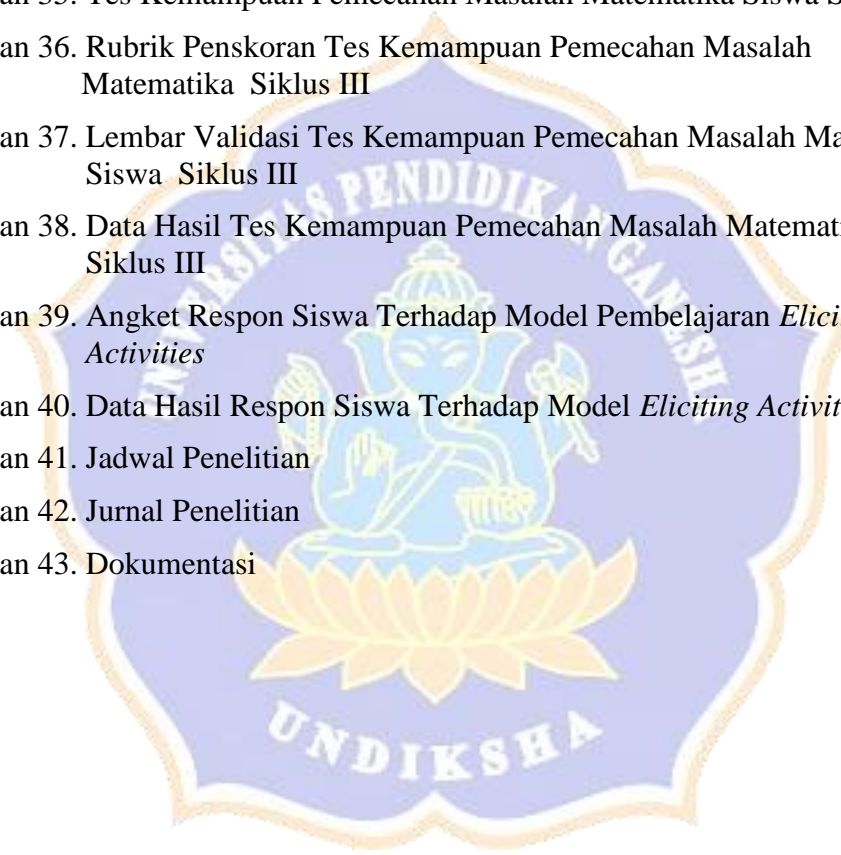 an 35. Tes Kemampuan Pemecahan Masalah Matematika Siswa S
an 36. Rubrik Penskoran Tes Kemampuan Pemecahan Masalah
Matematika Siklus III
an 37. Lembar Validasi Tes Kemampuan Pemecahan Masalah Ma
Siswa Siklus III
an 38. Data Hasil Tes Kemampuan Pemecahan Masalah Matemati
Siklus III
an 39. Angket Respon Siswa Terhadap Model Pembelajaran Elici
Activities
an 40. Data Hasil Respon Siswa Terhadap Model Eliciting Activit
an 41. Jadwal Penelitian
an 42. Jurnal Penelitian
an 43. Dokumentasi
UNIVERSITAS PENDIDIKAN GANESHA
UNDIKSHA